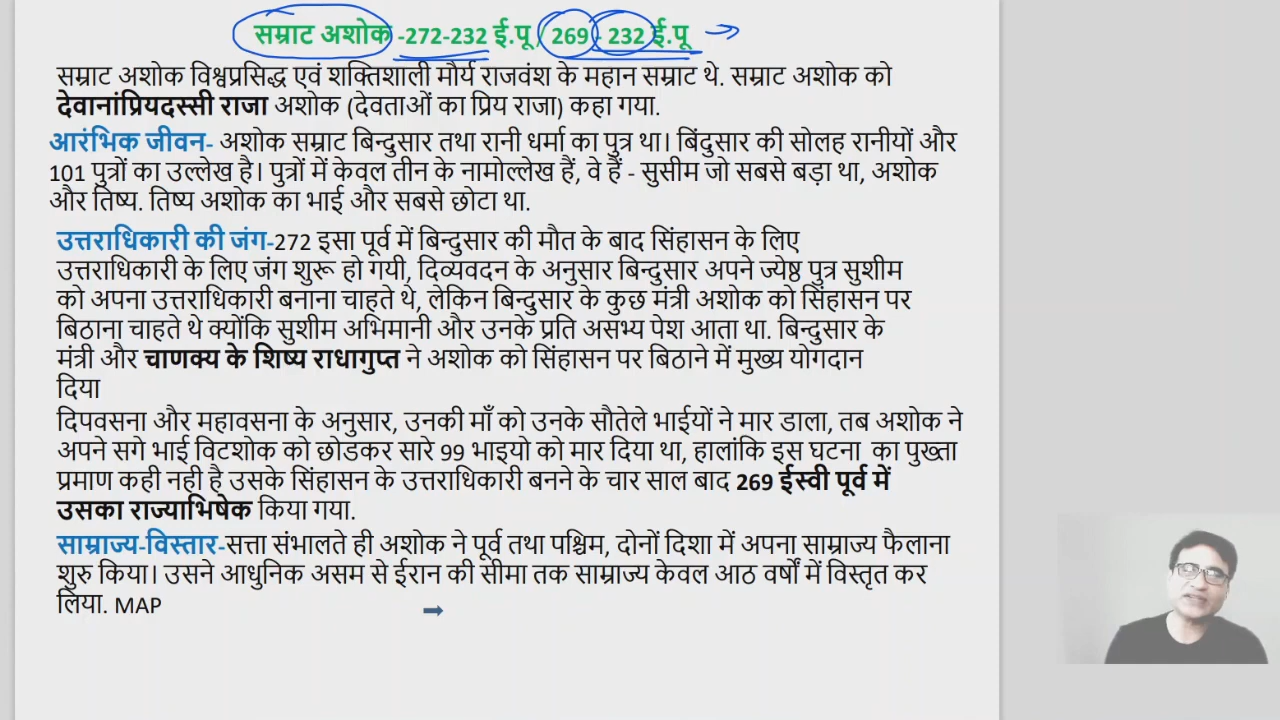 सम्राट अशोक -272-232 ई.पू / 269 - 232 ई.पू
सम्राट अशोक विश्वप्रसिद्ध एवं शक्तिशाली मौर्य राजवंश के महान सम्राट थे. सम्राट अशोक को
देवानांप्रियदस्सी राजा अशोक (देवताओं का प्रिय राजा) कहा गया.
आरंभिक जीवन- अशोक सम्राट बिन्दुसार तथा रानी धर्मा का पुत्र था। बिंदुसार की सोलह रानीयों और
101 पुत्रों का उल्लेख है। पुत्रों में केवल तीन के नामोल्लेख हैं, वे हैं - सुसीम जो सबसे बड़ा था, अशोक
और तिष्य. तिष्य अशोक का भाई और सबसे छोटा था.
उत्तराधिकारी की जंग-272 इसा पूर्व में बिन्दुसार की मौत के बाद सिंहासन के लिए
उत्तराधिकारी के लिए जंग शुरू हो गयी, दिव्यवदन के अनुसार बिन्दुसार अपने ज्येष्ठ पुत्र सुशीम
को अपना उत्तराधिकारी बनाना चाहते थे, लेकिन बिन्दुसार के कुछ मंत्री अशोक को सिंहासन पर
बिठाना चाहते थे क्योंकि सुशीम अभिमानी और उनके प्रति असभ्य पेश आता था. बिन्दुसार के
मंत्री और चाणक्य के शिष्य राधागुप्त ने अशोक को सिंहासन पर बिठाने में मुख्य योगदान
दिया
दिपवसना और महावसना के अनुसार, उनकी माँ को उनके सौतेले भाईयों ने मार डाला, तब अशोक ने
अपने सगे भाई विटशोक को छोडकर सारे 99 भाइयो को मार दिया था, हालांकि इस घटना का पुख्ता
प्रमाण कही नही है उसके सिंहासन के उत्तराधिकारी बनने के चार साल बाद 269 ईस्वी पूर्व में
उसका राज्याभिषेक किया गया.
साम्राज्य-विस्तार-सत्ता संभालते ही अशोक ने पूर्व तथा पश्चिम, दोनों दिशा में अपना साम्राज्य फैलाना
शुरु किया। उसने आधुनिक असम से ईरान की सीमा तक साम्राज्य केवल आठ वर्षों में विस्तृत कर
लिया. MAP